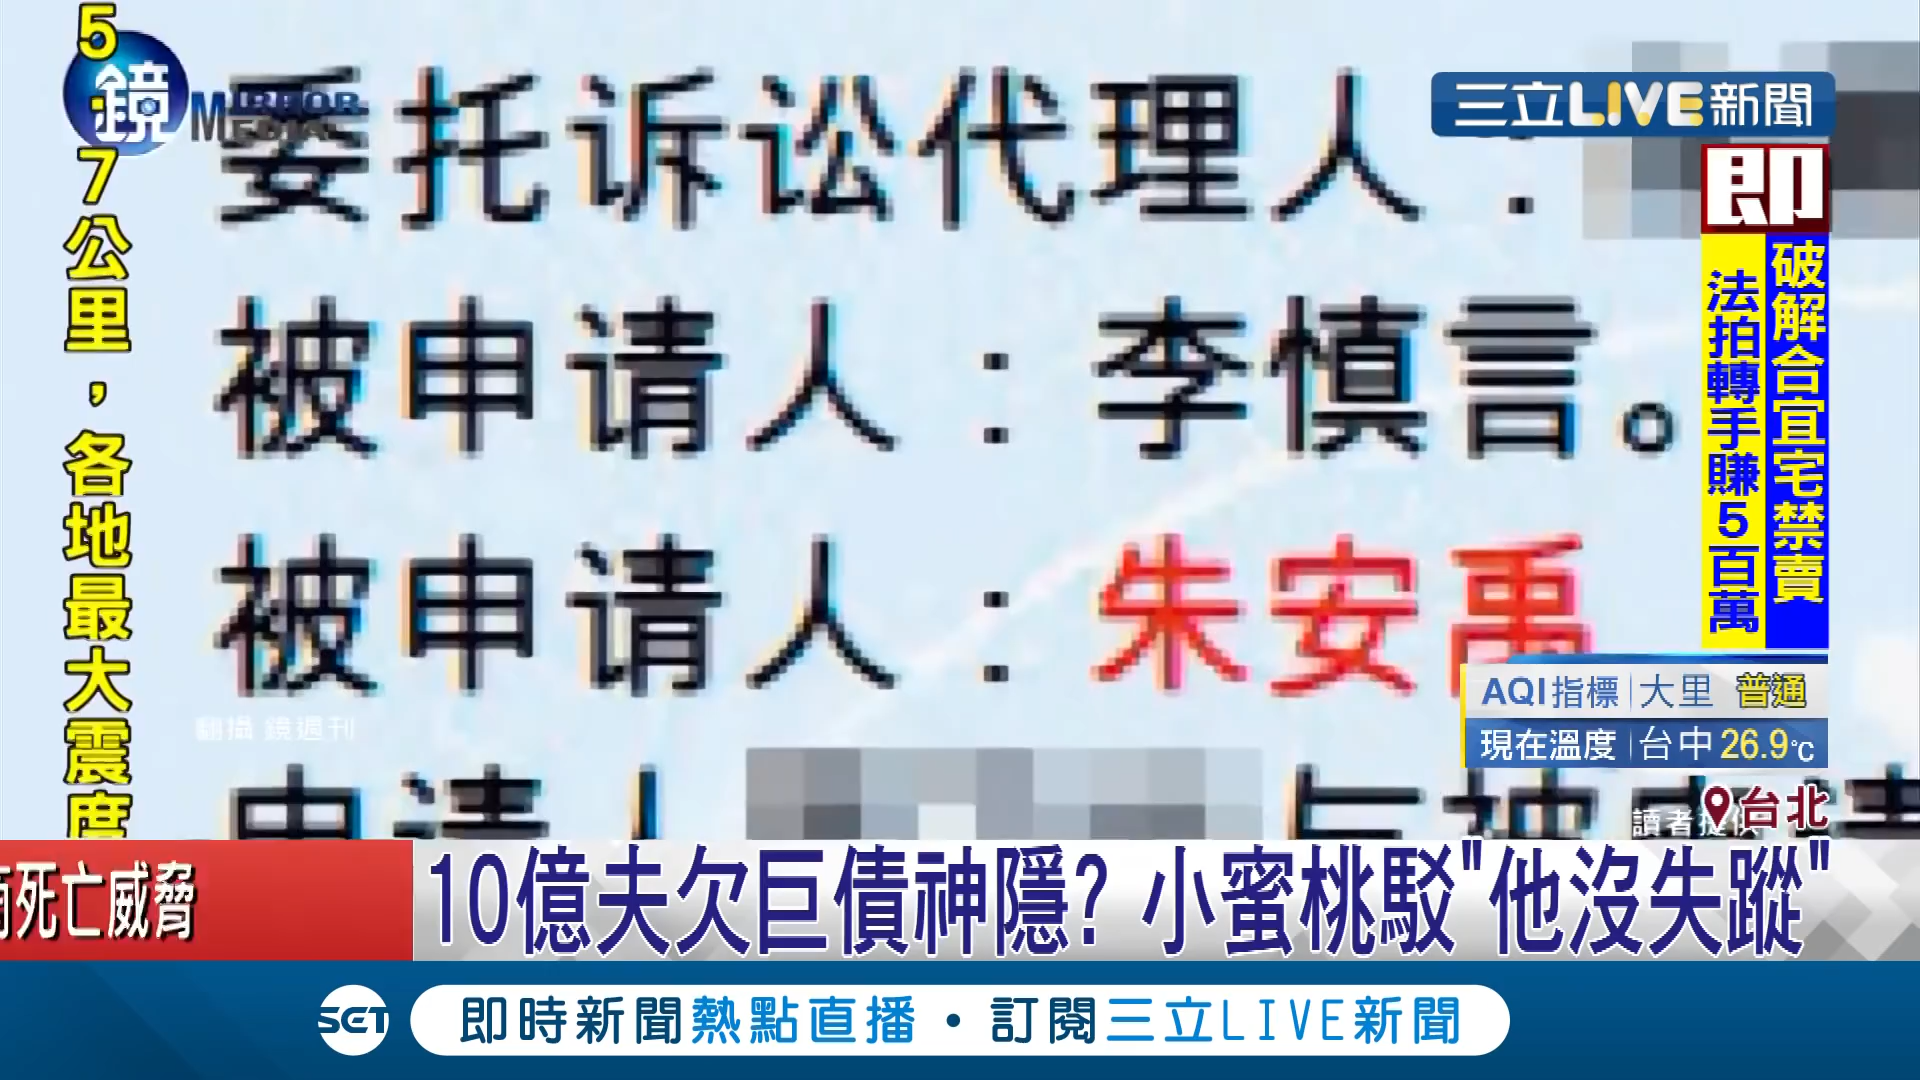 5.7公里，各地最大震度
鏡 MIRROR MEDIA
委托诉讼代理人：
被申请人：李慎言。
被申请人：朱安禹
申请人
翻攝 鏡週刊
三立LIVE新聞
即
破解合宜宅禁賣
法拍轉手賺5百萬
AQI指標 大里 普通
現在溫度 台中 26.9℃
台北
死亡威脅
10億夫欠巨債神隱? 小蜜桃駁"他沒失蹤"
SET 即時新聞熱點直播・訂閱三立LIVE新聞